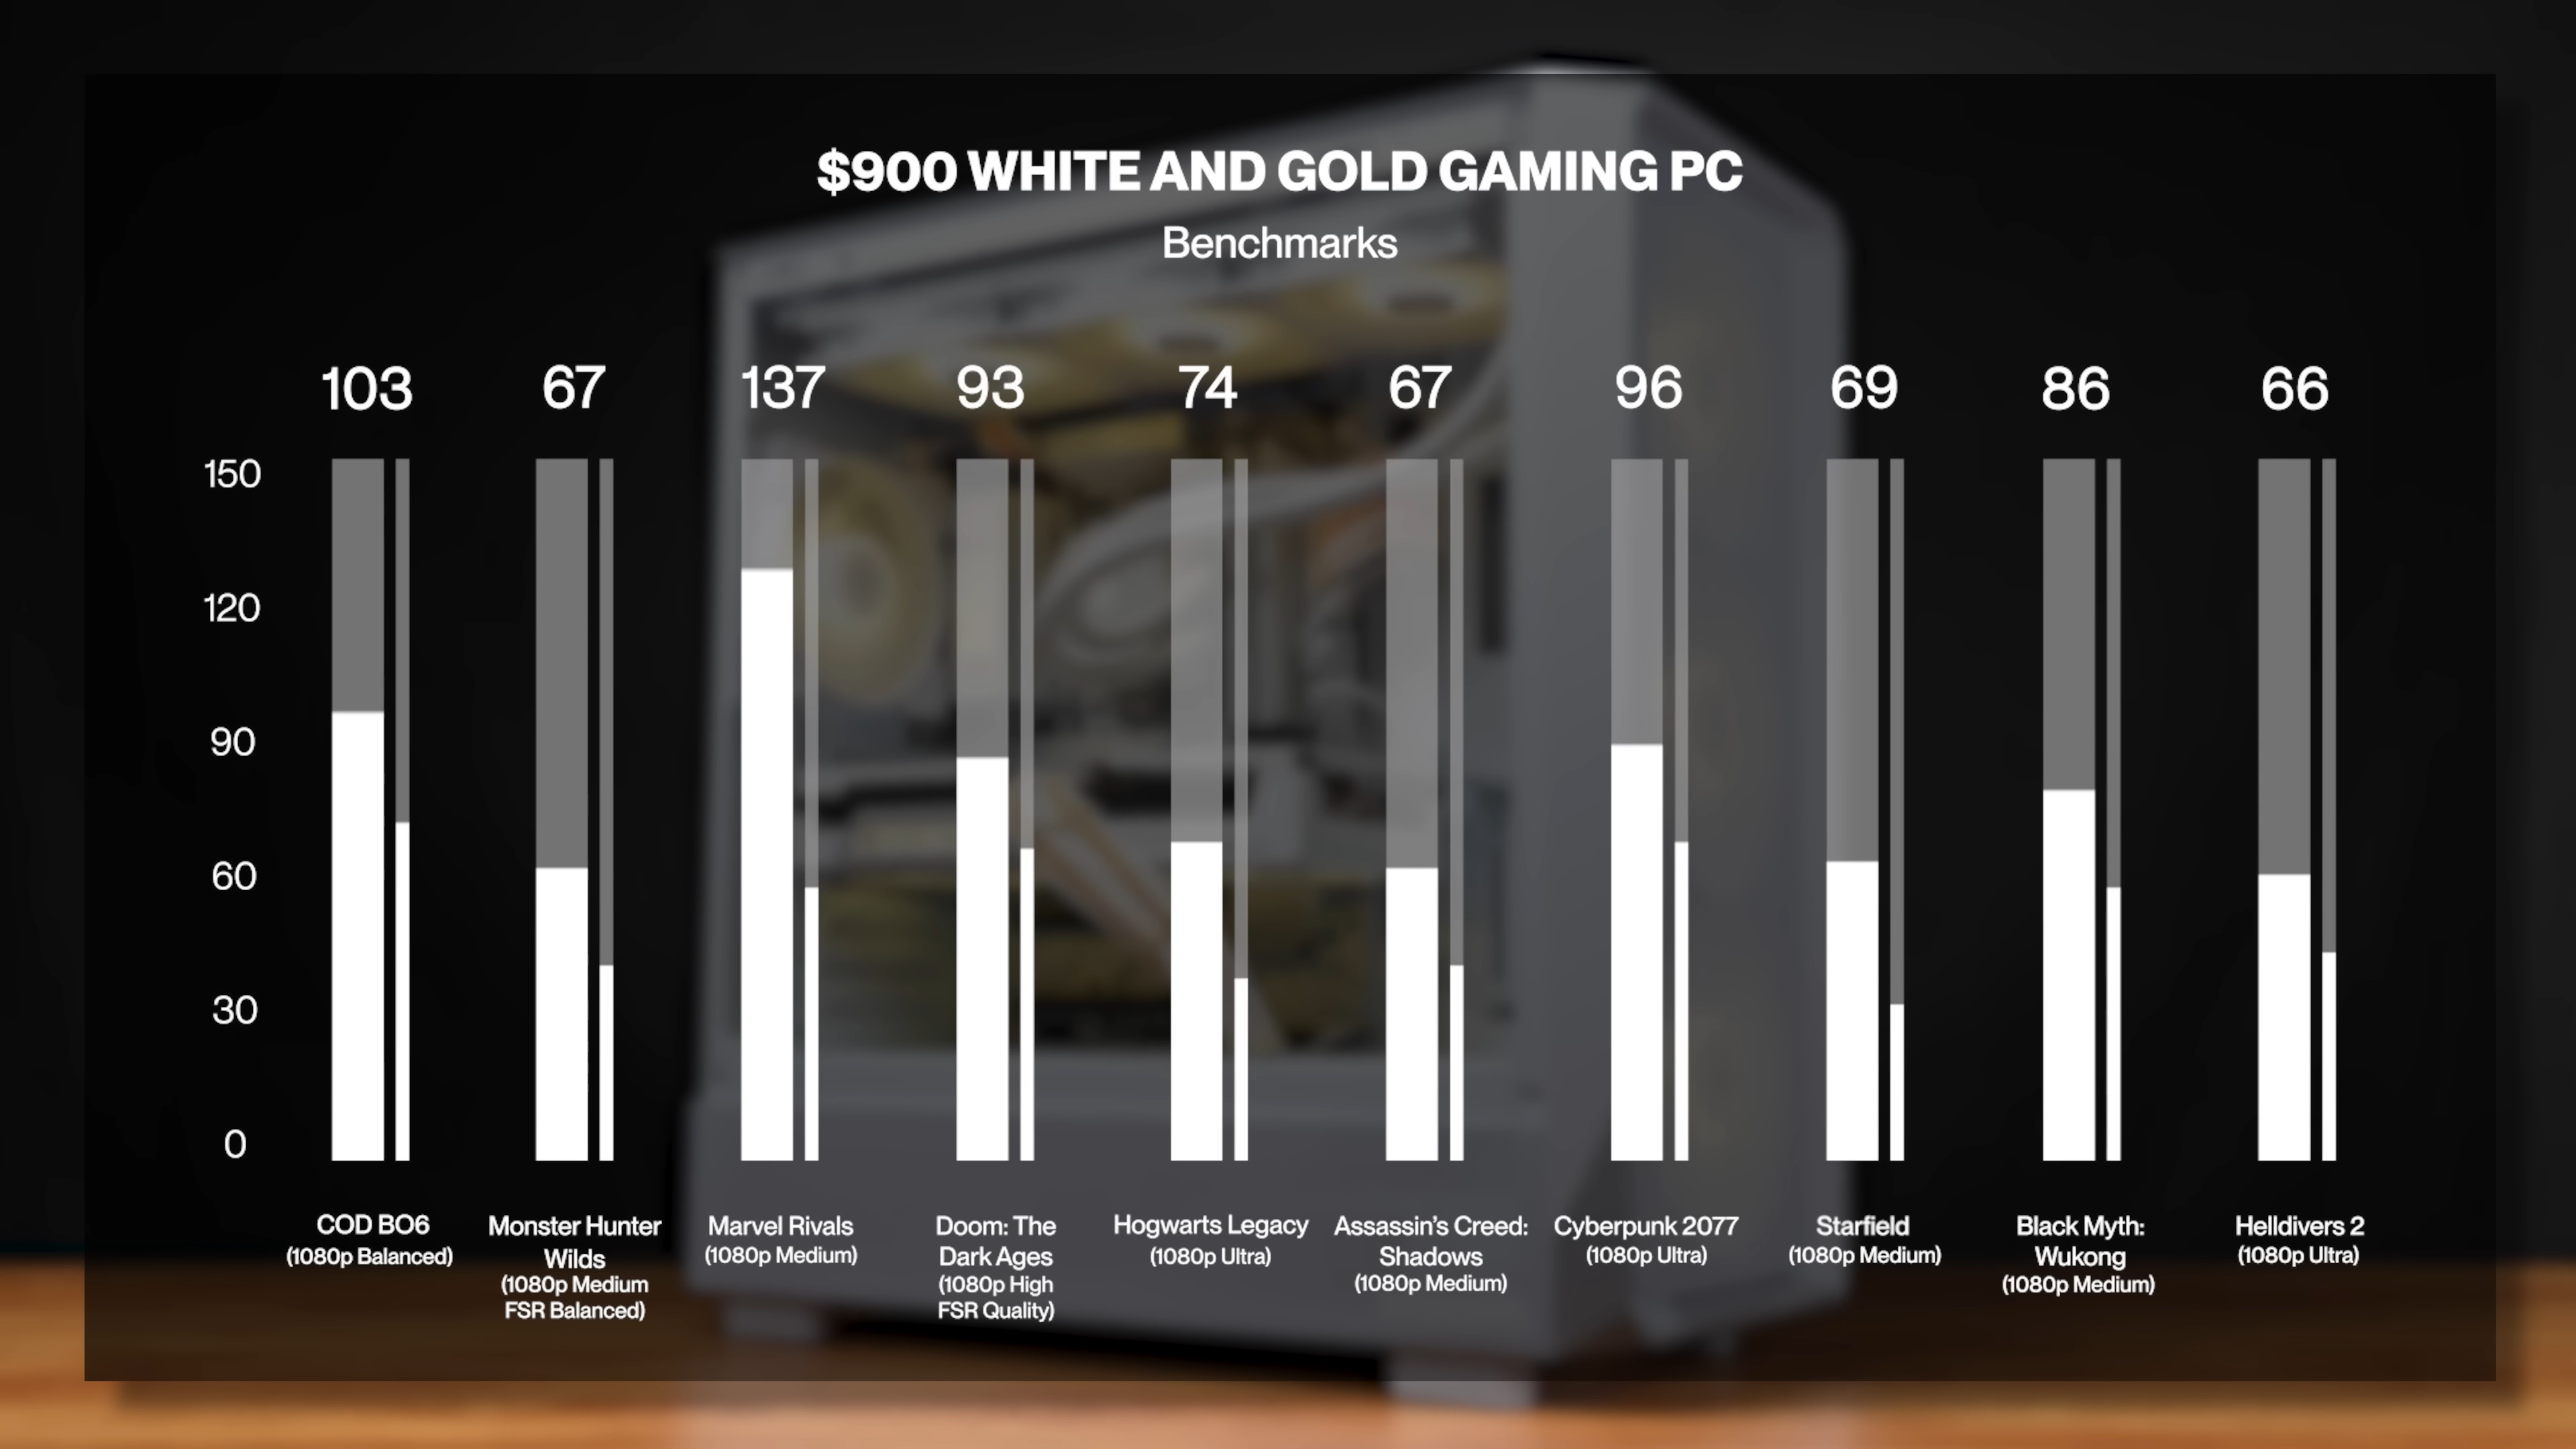 $900 WHITE AND GOLD GAMING PC
Benchmarks
103 67 137 93 74 67 96 69 86 66
150
120
90
60
30
0
COD BO6
(1080p Balanced)
Monster Hunter
Wilds
(1080p Medium
FSR Balanced)
Marvel Rivals
(1080p Medium)
Doom: The
Dark Ages
(1080p High
FSR Quality)
Hogwarts Legacy
(1080p Ultra)
Assassin’s Creed:
Shadows
(1080p Medium)
Cyberpunk 2077
(1080p Ultra)
Starfield
(1080p Medium)
Black Myth:
Wukong
(1080p Medium)
Helldivers 2
(1080p Ultra)